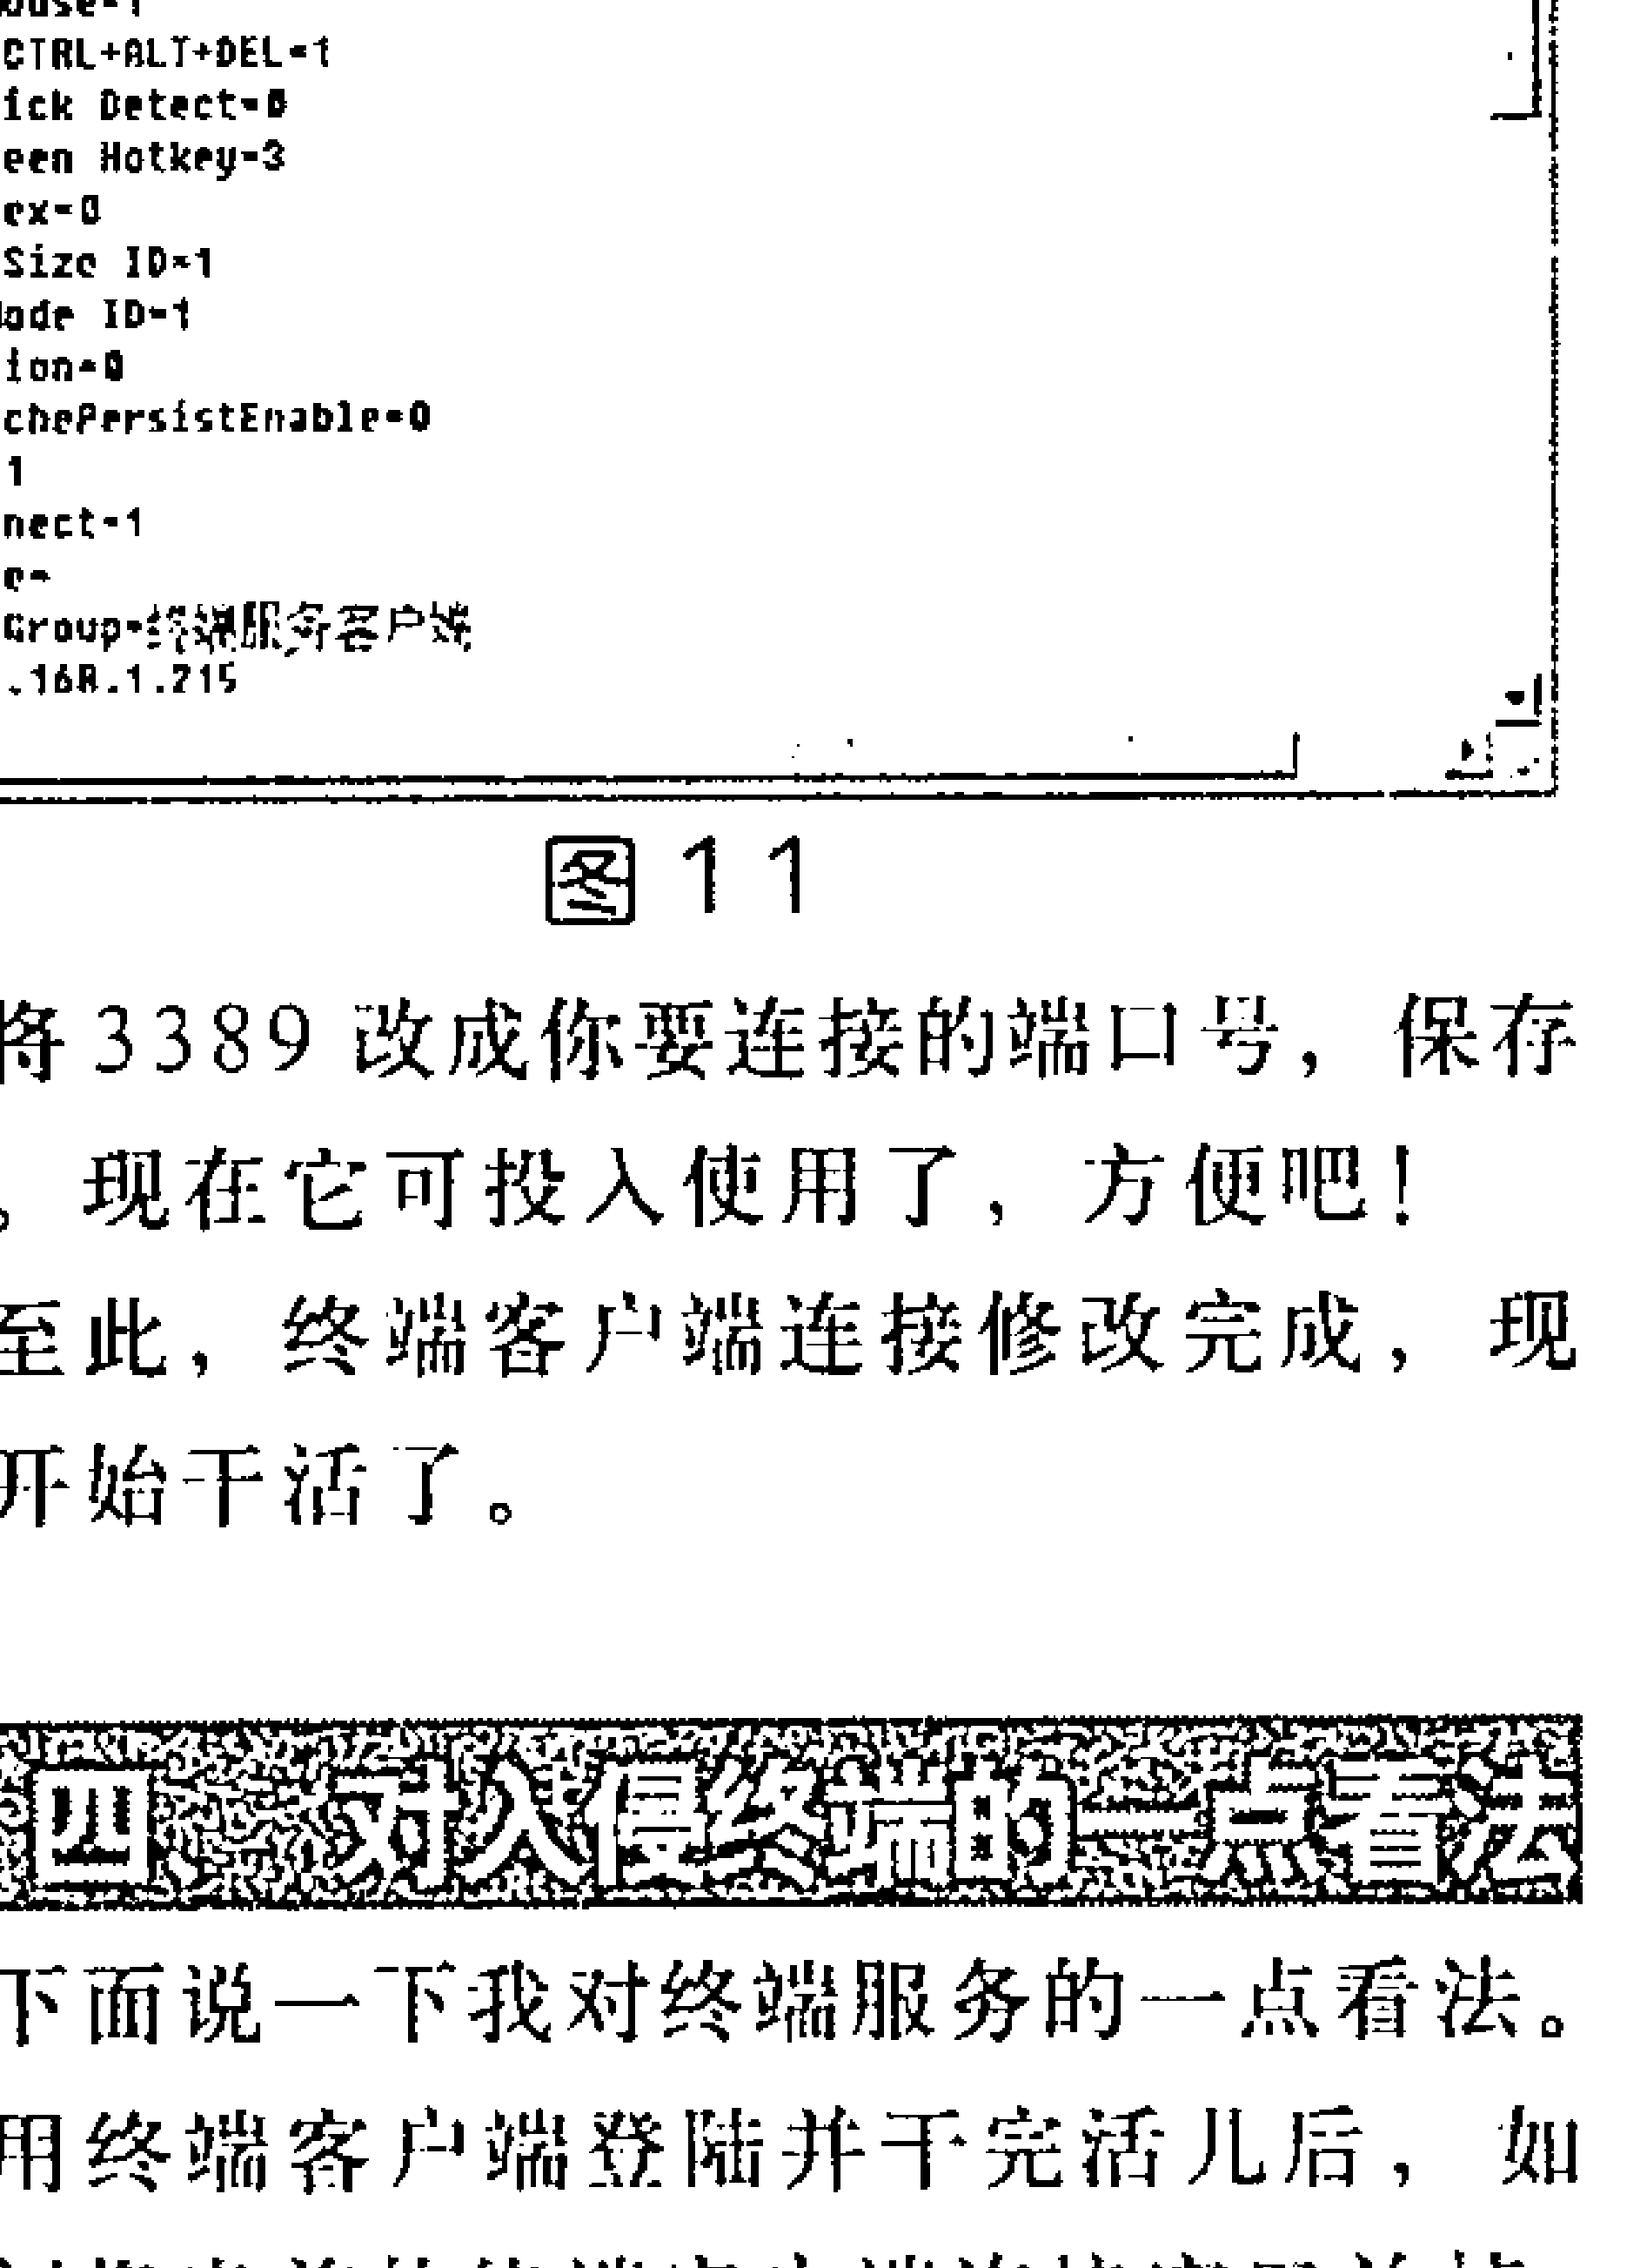 CTRL+ALT+DEL=1
ick Detect=0
een Hotkey=3
ex=0
Size ID=1
ode ID=1
ion=0
chePersistEnable=0
1
nect=1
e=
Group=终端服务客户端
.168.1.215
图 11
将 3389 改成你要连接的端口号，保存
。现在它可投入使用了，方便吧！
至此，终端客户端连接修改完成，现
开始干活了。
四 对入侵终端的一点看法
下面说一下我对终端服务的一点看法。
用终端客户端登陆并干完活儿后，如